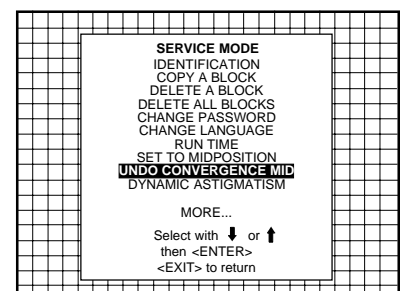 SERVICE MODE
IDENTIFICATION
COPY A BLOCK
DELETE A BLOCK
DELETE ALL BLOCKS
CHANGE PASSWORD
CHANGE LANGUAGE
RUN TIME
SET TO MIDPOSITION
UNDO CONVERGENCE MID
DYNAMIC ASTIGMATISM
MORE...
Select with ⬇ or ⬆
then <ENTER>
<EXIT> to return